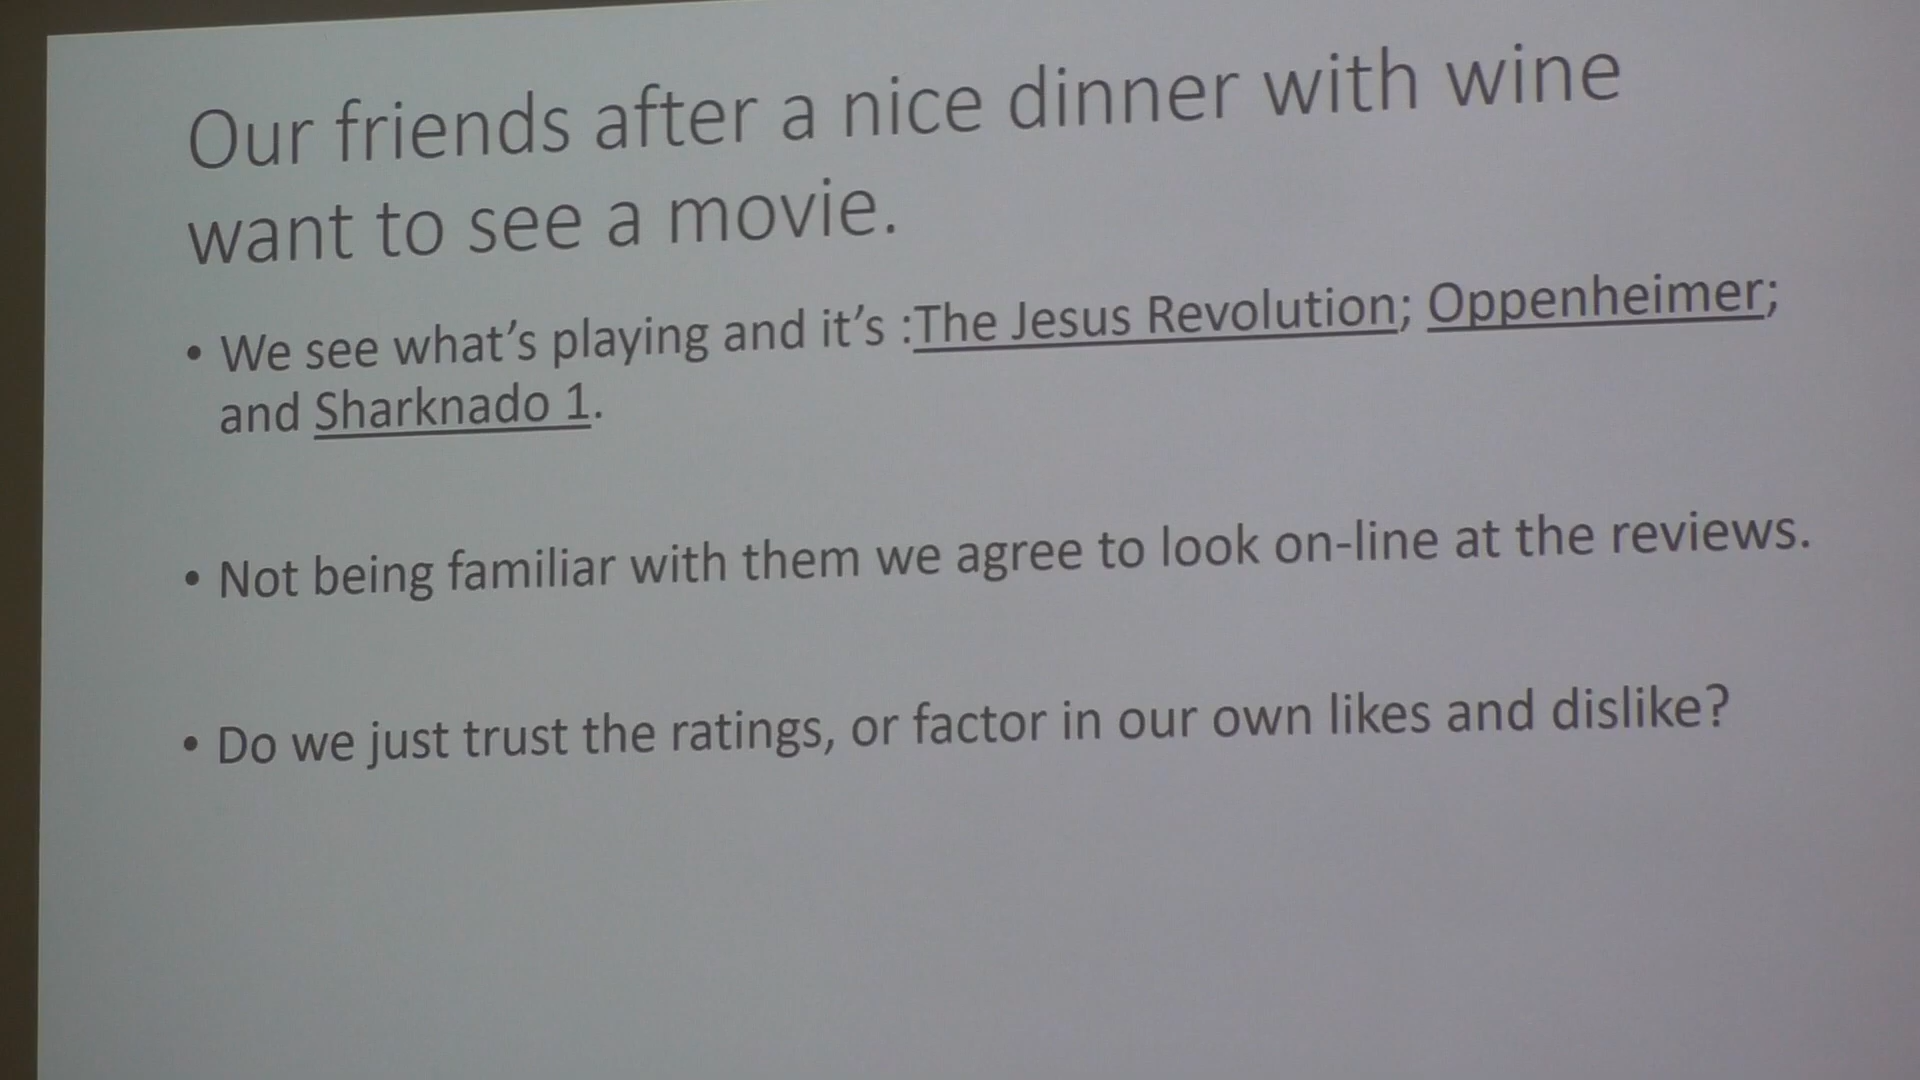 Our friends after a nice dinner with wine
want to see a movie.
• We see what's playing and it's :The Jesus Revolution; Oppenheimer;
and Sharknado 1.
• Not being familiar with them we agree to look on-line at the reviews.
• Do we just trust the ratings, or factor in our own likes and dislike?